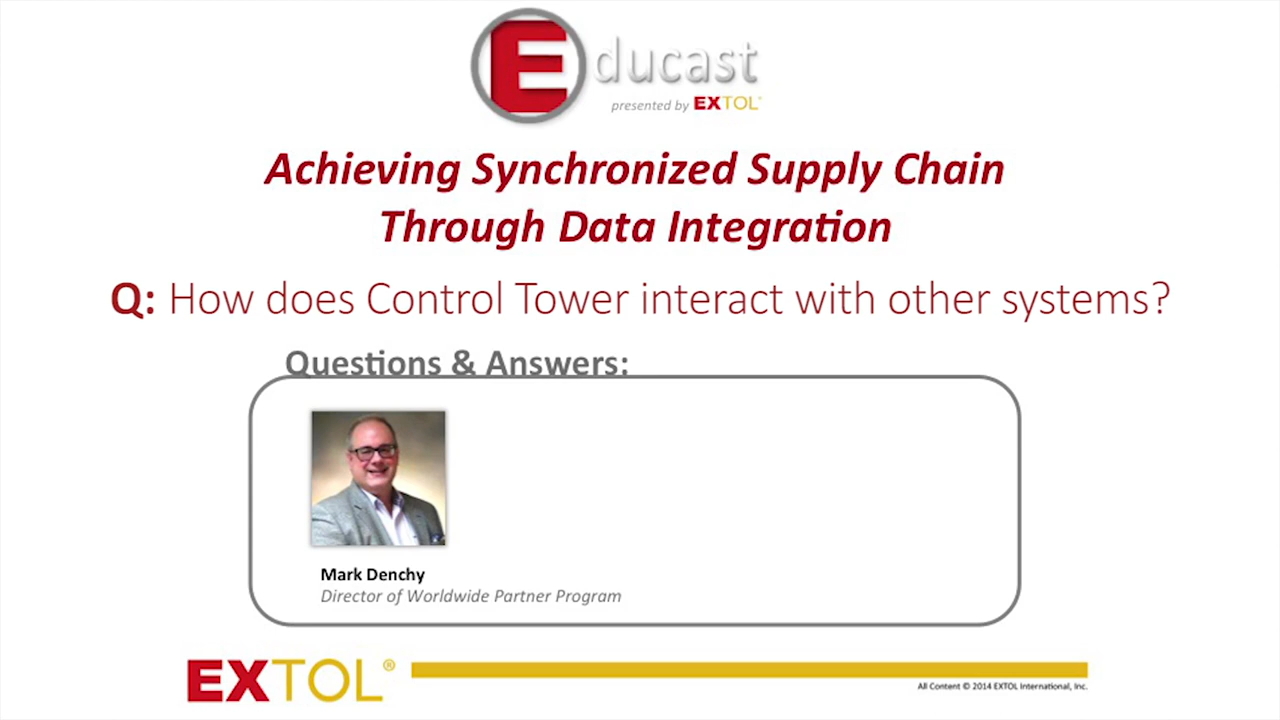 Educast
presented by EXTOL®
Achieving Synchronized Supply Chain
Through Data Integration
Q: How does Control Tower interact with other systems?
Questions & Answers:
Mark Denchy
Director of Worldwide Partner Program
EXTOL®
All Content © 2014 EXTOL International, Inc.